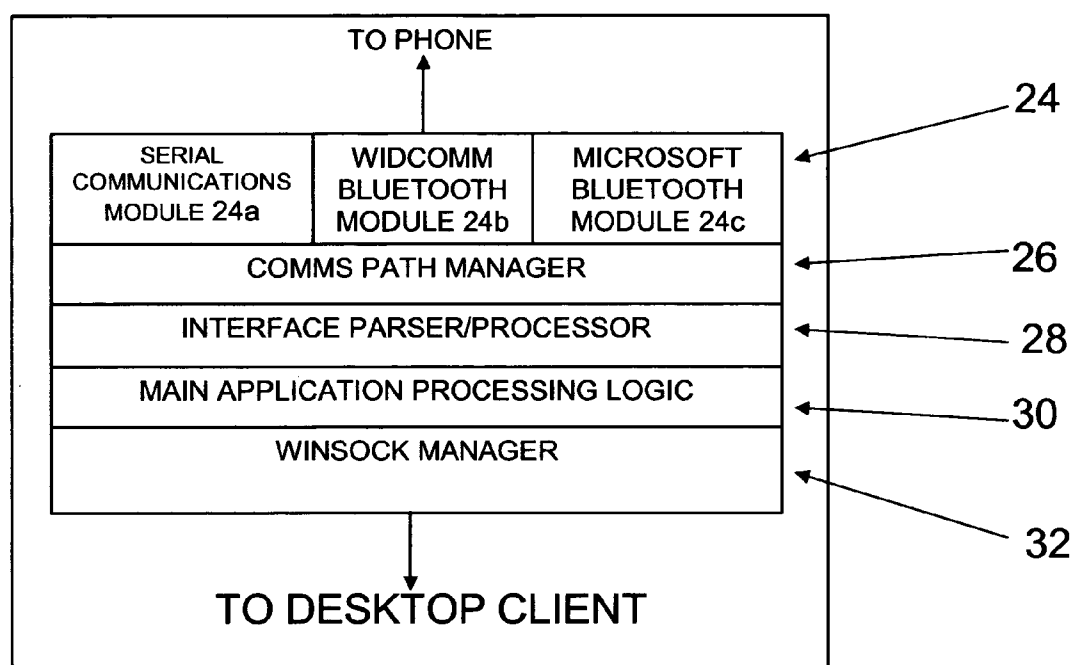 TO PHONE
24
SERIAL
COMMUNICATIONS
MODULE 24a
WIDCOMM
BLUETOOTH
MODULE 24b
MICROSOFT
BLUETOOTH
MODULE 24c
COMMS PATH MANAGER
26
INTERFACE PARSER/PROCESSOR
28
MAIN APPLICATION PROCESSING LOGIC
30
WINSOCK MANAGER
32
TO DESKTOP CLIENT